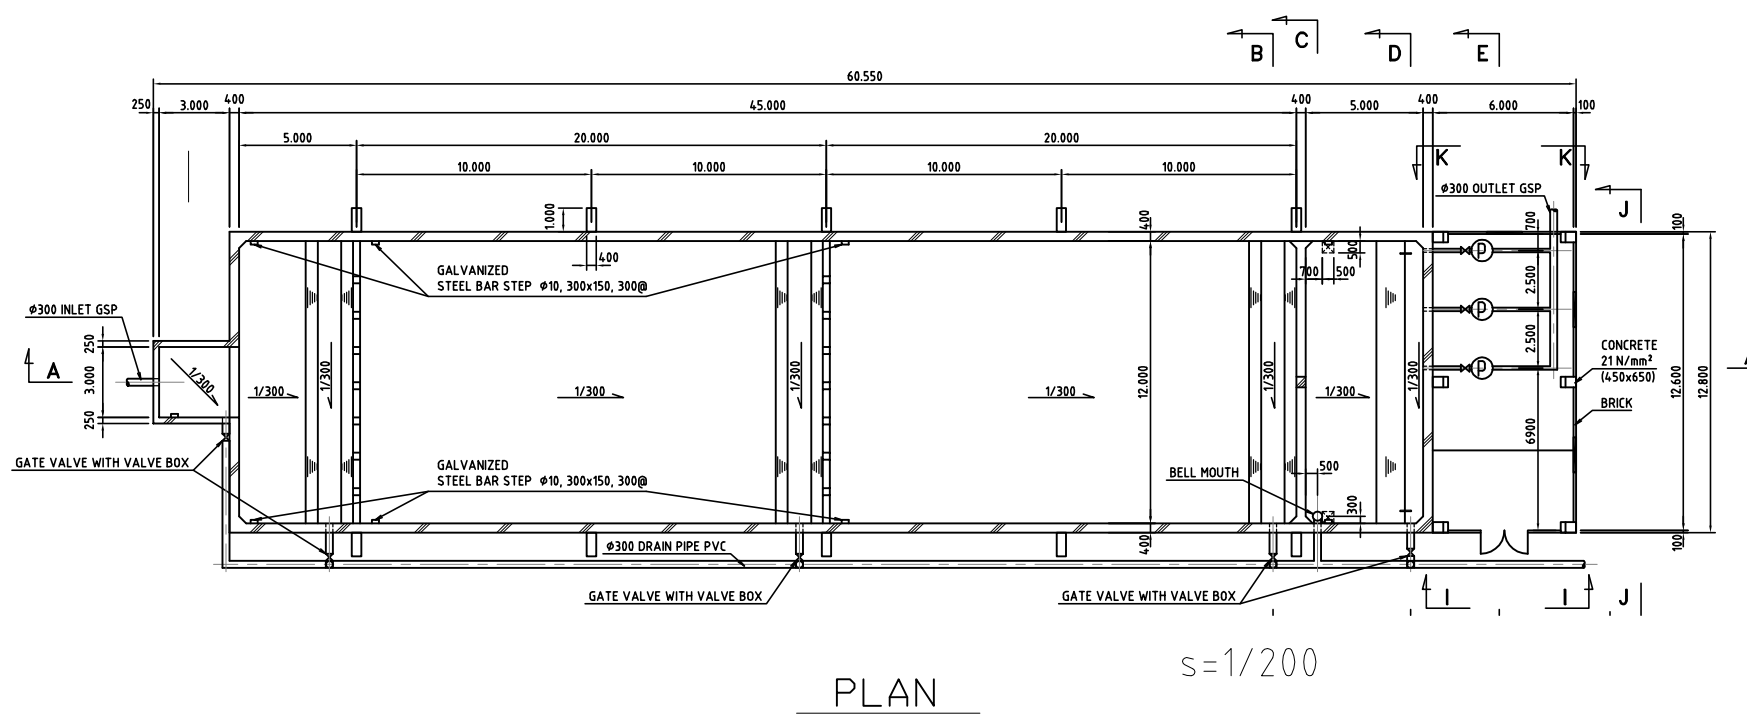 B
C
D
E
60.550
250
3.000
400
45.000
400
5.000
400
6.000
100
5.000
20.000
20.000
10.000
10.000
10.000
10.000
K
K
Ø300 OUTLET GSP
J
1.000
400
700
100
400
500
700
500
GALVANIZED
STEEL BAR STEP Ø10, 300x150, 300@
P
2.500
P
2.500
P
Ø300 INLET GSP
250
3.000
250
A
1/300
1/300
1/300
1/300
1/300
1/300
12.000
1/300
1/300
1/300
CONCRETE
21 N/mm²
(450x650)
BRICK
6900
12.600
12.800
GATE VALVE WITH VALVE BOX
GALVANIZED
STEEL BAR STEP Ø10, 300x150, 300@
BELL MOUTH
500
300
400
100
Ø300 DRAIN PIPE PVC
GATE VALVE WITH VALVE BOX
GATE VALVE WITH VALVE BOX
I
I
J
s=1/200
PLAN